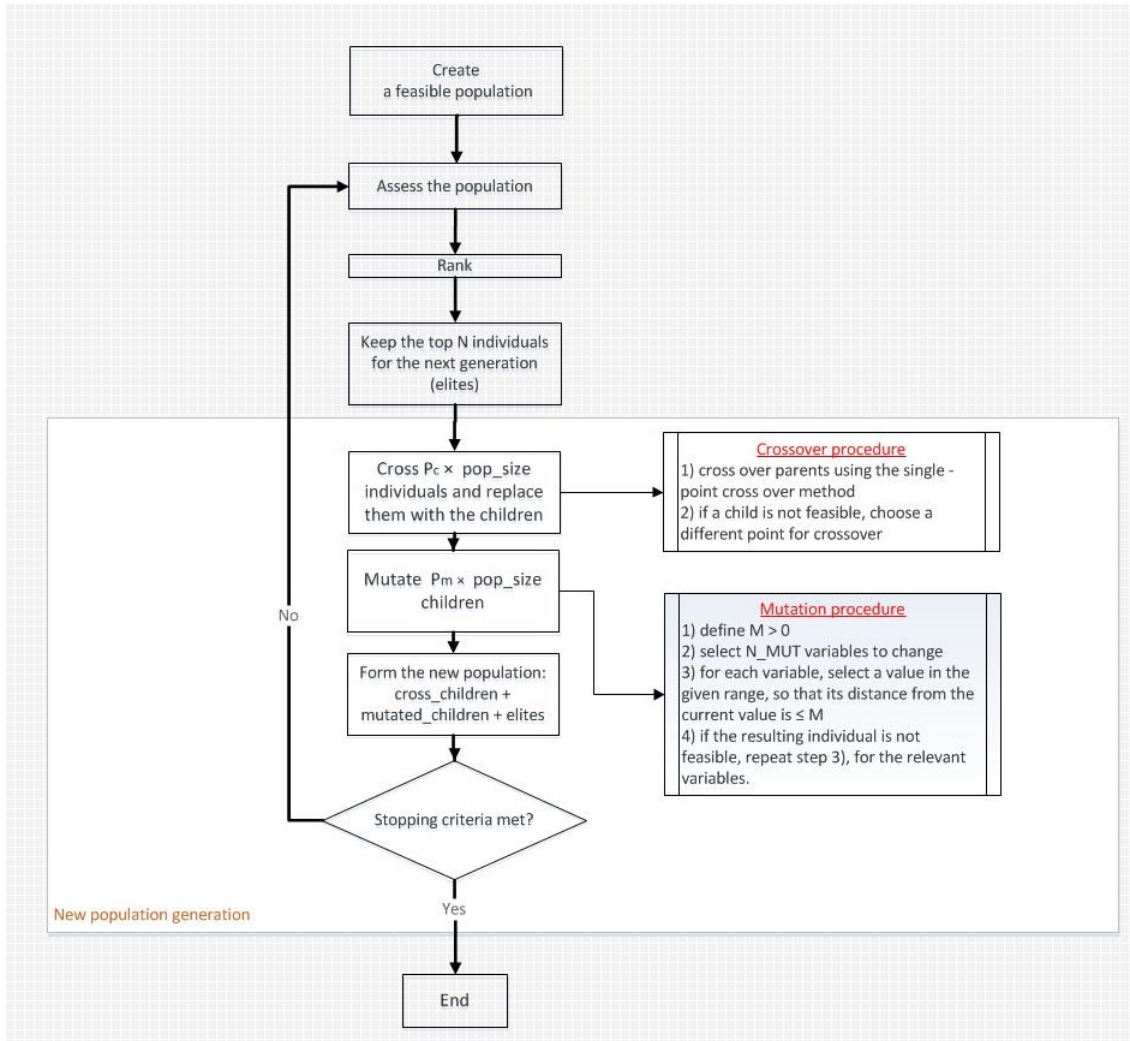 Create
a feasible population
Assess the population
Rank
Keep the top N individuals
for the next generation
(elites)
Cross Pc × pop_size
individuals and replace
them with the children
Crossover procedure
1) cross over parents using the single -
point cross over method
2) if a child is not feasible, choose a
different point for crossover
Mutate Pm × pop_size
children
Mutation procedure
1) define M > 0
2) select N_MUT variables to change
3) for each variable, select a value in the
given range, so that its distance from the
current value is ≤ M
4) if the resulting individual is not
feasible, repeat step 3), for the relevant
variables.
No
Form the new population:
cross_children +
mutated_children + elites
Stopping criteria met?
Yes
New population generation
End